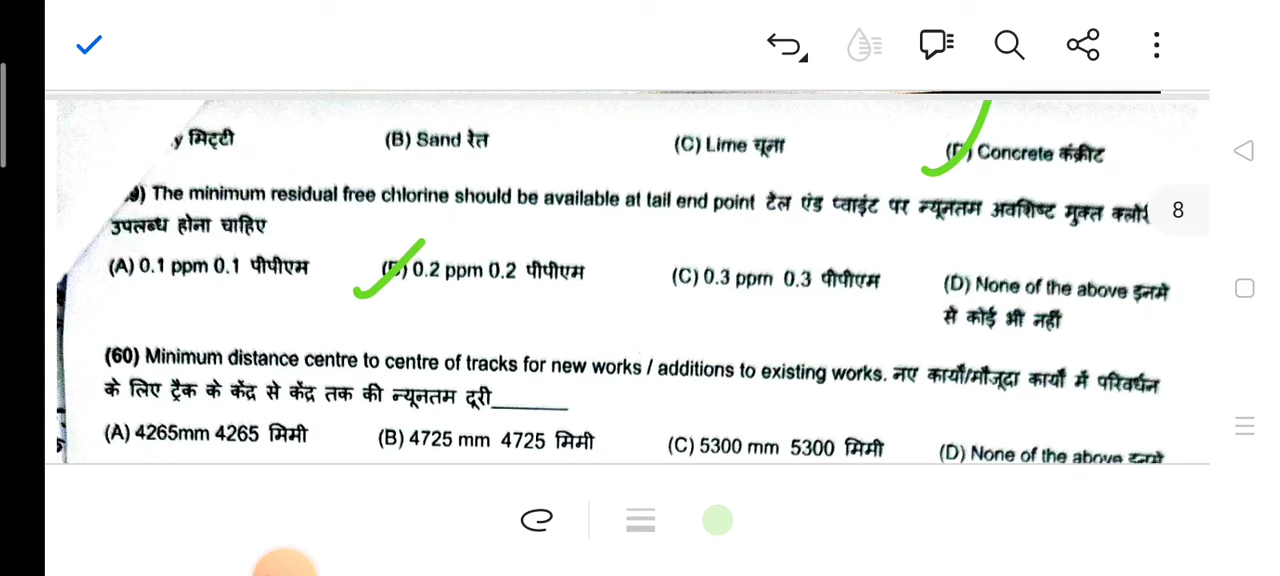 मिट्टी (B) Sand रेत (C) Lime चूना Concrete कंक्रीट
9) The minimum residual free chlorine should be available at tail end point टेल एंड प्वाइंट पर न्यूनतम अवशिष्ट मुक्त
8
उपलब्ध होना चाहिए
(A) 0.1 ppm 0.1 पीपीएम 0.2 ppm 0.2 पीपीएम (C) 0.3 ppm 0.3 पीपीएम (D) None of the above इनमे
से कोई भी नहीं
(60) Minimum distance centre to centre of tracks for new works / additions to existing works. नए कार्यों/मौजूदा कार्यों में परिवर्धन
के लिए ट्रैक के केंद्र से केंद्र तक की न्यूनतम दूरी________
(A) 4265mm 4265 मिमी (B) 4725 mm 4725 मिमी (C) 5300 mm 5300 मिमी (D) None of the above इनमे